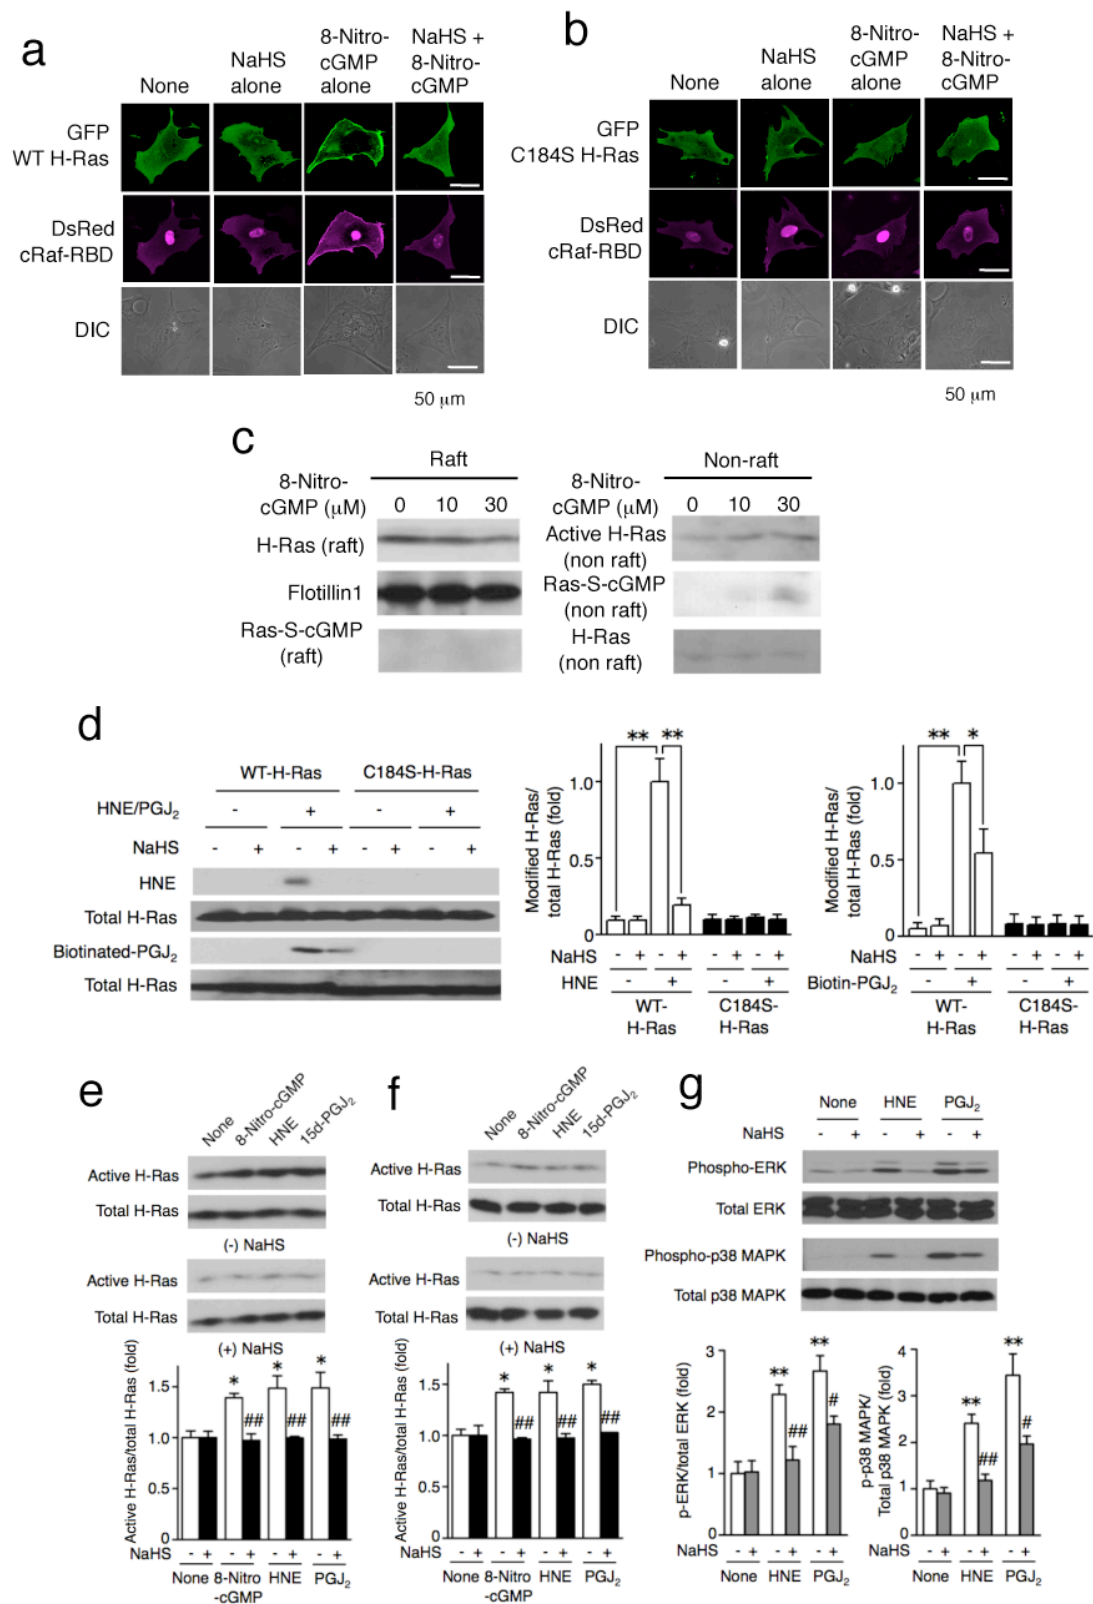 a
None
NaHS
alone
8-Nitro-
cGMP
alone
NaHS +
8-Nitro-
cGMP
GFP
WT H-Ras
DsRed
cRaf-RBD
DIC
50 μm
b
None
NaHS
alone
8-Nitro-
cGMP
alone
NaHS +
8-Nitro-
cGMP
GFP
C184S H-Ras
DsRed
cRaf-RBD
DIC
50 μm
c
Raft
8-Nitro-
cGMP (μM) 0 10 30
H-Ras (raft)
Flotillin1
Ras-S-cGMP
(raft)
Non-raft
8-Nitro-
cGMP (μM) 0 10 30
Active H-Ras
(non raft)
Ras-S-cGMP
(non raft)
H-Ras
(non raft)
d
WT-H-Ras C184S-H-Ras
HNE/PGJ2 - + - +
NaHS - + - + - + - +
HNE
Total H-Ras
Biotinated-PGJ2
Total H-Ras
Modified H-Ras/
total H-Ras (fold)
1.0
0.5
0
** **
NaHS - + - + - + - +
HNE - + - +
WT-
H-Ras
C184S-
H-Ras
Modified H-Ras/
total H-Ras (fold)
1.0
0.5
0
** *
NaHS - + - + - + - +
Biotin-PGJ2 - + - +
WT-
H-Ras
C184S-
H-Ras
e
None 8-Nitro-cGMP HNE 15d-PGJ2
Active H-Ras
Total H-Ras
(-) NaHS
Active H-Ras
Total H-Ras
(+) NaHS
Active H-Ras/total H-Ras (fold)
1.5
1.0
0.5
0
* ## * ## * ##
NaHS - + - + - + - +
None 8-Nitro
-cGMP
HNE PGJ2
f
None 8-Nitro-cGMP HNE 15d-PGJ2
Active H-Ras
Total H-Ras
(-) NaHS
Active H-Ras
Total H-Ras
(+) NaHS
Active H-Ras/total H-Ras (fold)
1.5
1.0
0.5
0
* ## * ## * ##
NaHS - + - + - + - +
None 8-Nitro
-cGMP
HNE PGJ2
g
None HNE PGJ2
NaHS - + - + - +
Phospho-ERK
Total ERK
Phospho-p38 MAPK
Total p38 MAPK
p-ERK/total ERK (fold)
3
2
1
0
** ## ** #
NaHS - + - + - +
None HNE PGJ2
p-p38 MAPK/
Total p38 MAPK (fold)
4
3
2
1
0
** ## ** #
NaHS - + - + - +
None HNE PGJ2